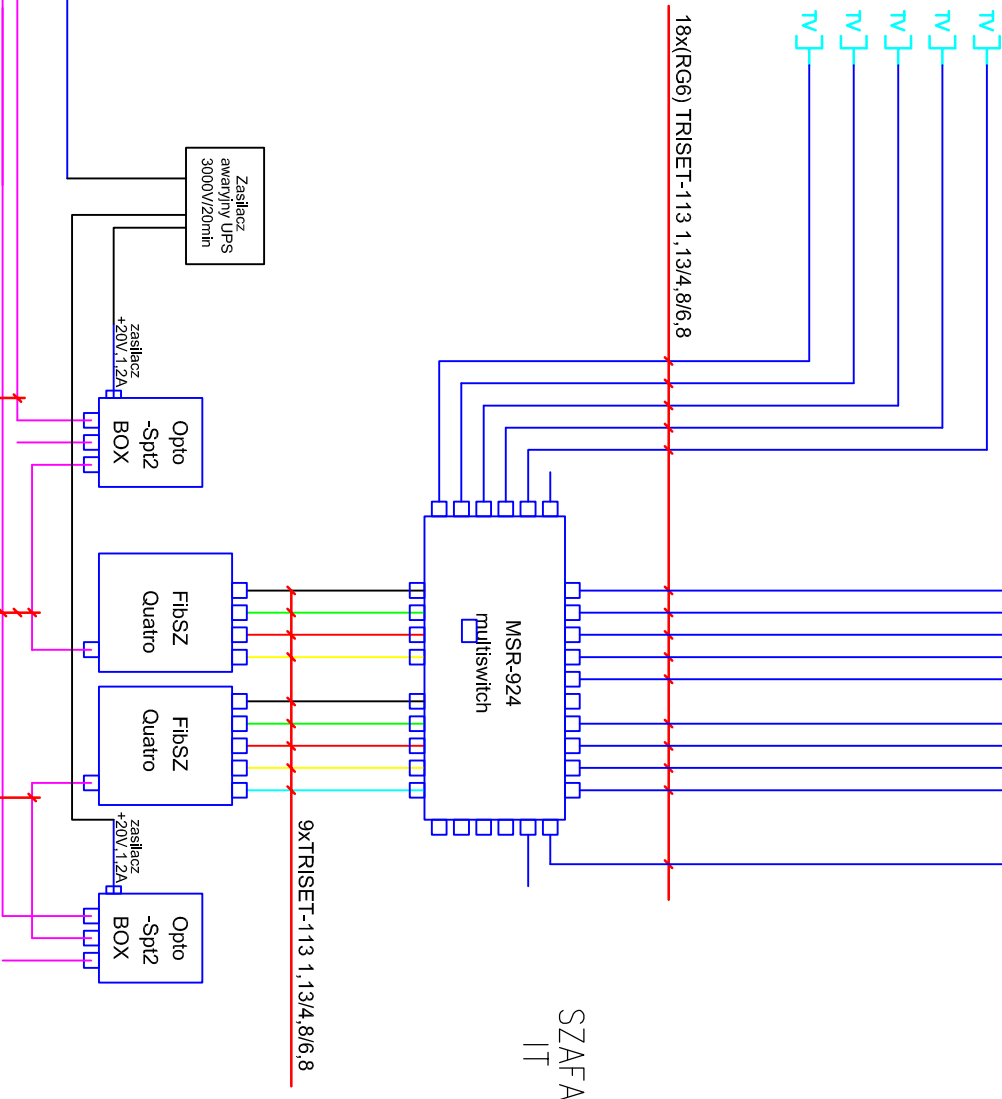 TV
TV
TV
TV
TV
18x(RG6) TRISET-113 1,13/4,8/6,8
Zasilacz
awaryjny UPS
3000V/20min
zasilacz
+20V,1,2A
Opto
-Spt2
BOX
FibSZ
Quatro
MSR-924
multiswitch
FibSZ
Quatro
zasilacz
+20V,1,2A
9xTRISET-113 1,13/4,8/6,8
Opto
-Spt2
BOX
SZAFA
IT